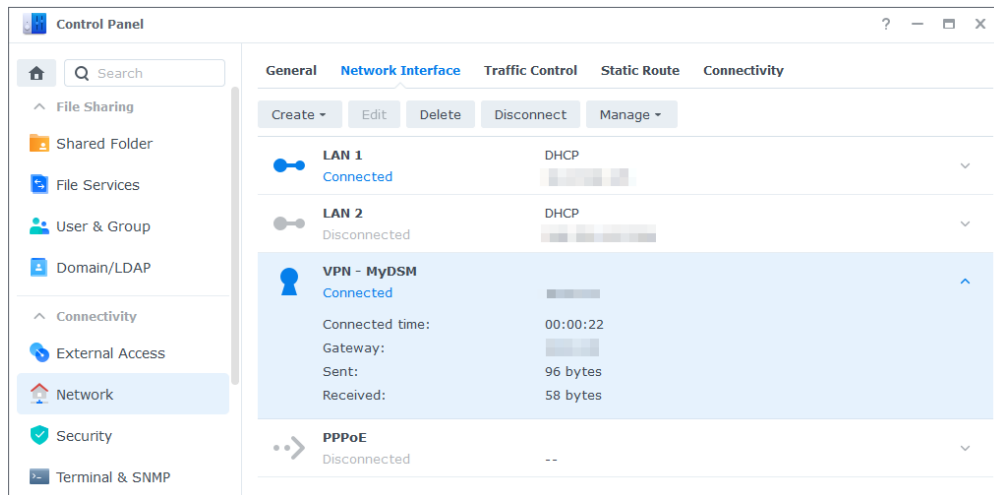 Control Panel
Search
File Sharing
Shared Folder
File Services
User & Group
Domain/LDAP
Connectivity
External Access
Network
Security
Terminal & SNMP
General Network Interface Traffic Control Static Route Connectivity
Create Edit Delete Disconnect Manage
LAN 1 DHCP
Connected
LAN 2 DHCP
Disconnected
VPN - MyDSM
Connected
Connected time: 00:00:22
Gateway:
Sent: 96 bytes
Received: 58 bytes
PPPoE
Disconnected --